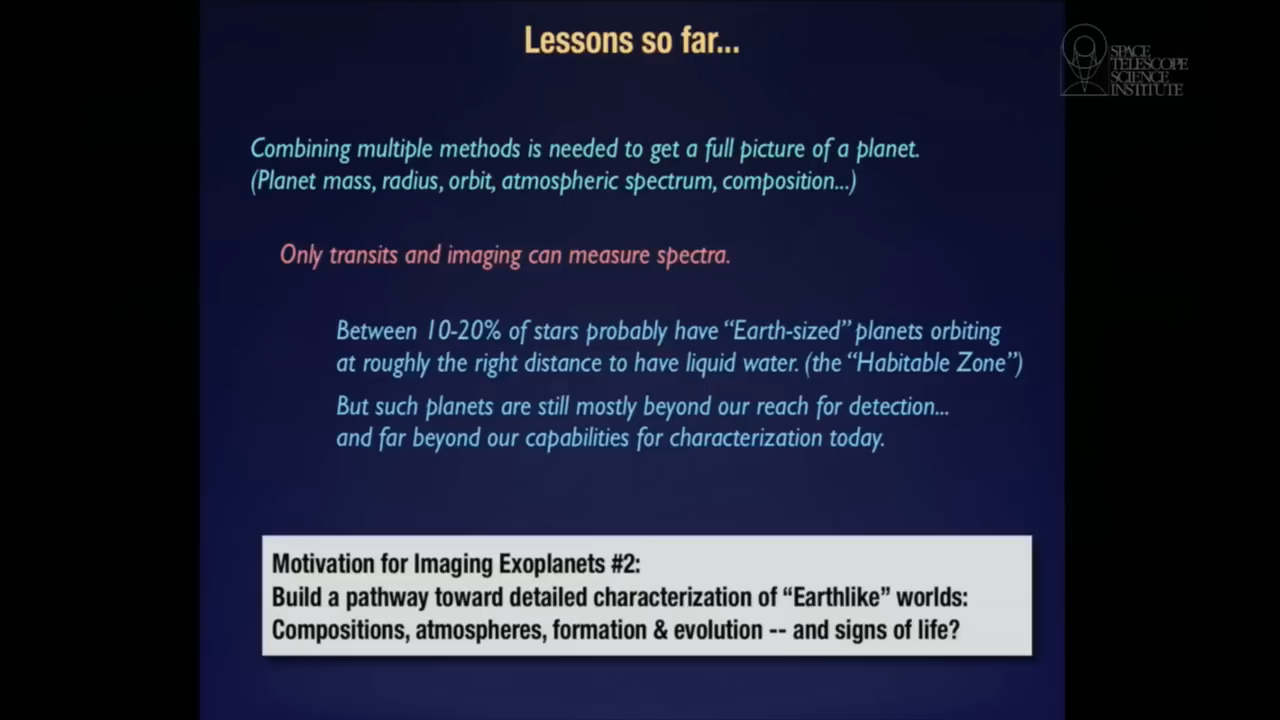 Lessons so far...
SPACE
TELESCOPE
SCIENCE
INSTITUTE
Combining multiple methods is needed to get a full picture of a planet.
(Planet mass, radius, orbit, atmospheric spectrum, composition...)
Only transits and imaging can measure spectra.
Between 10-20% of stars probably have “Earth-sized” planets orbiting
at roughly the right distance to have liquid water. (the “Habitable Zone”)
But such planets are still mostly beyond our reach for detection...
and far beyond our capabilities for characterization today.
Motivation for Imaging Exoplanets #2:
Build a pathway toward detailed characterization of “Earthlike” worlds:
Compositions, atmospheres, formation & evolution -- and signs of life?